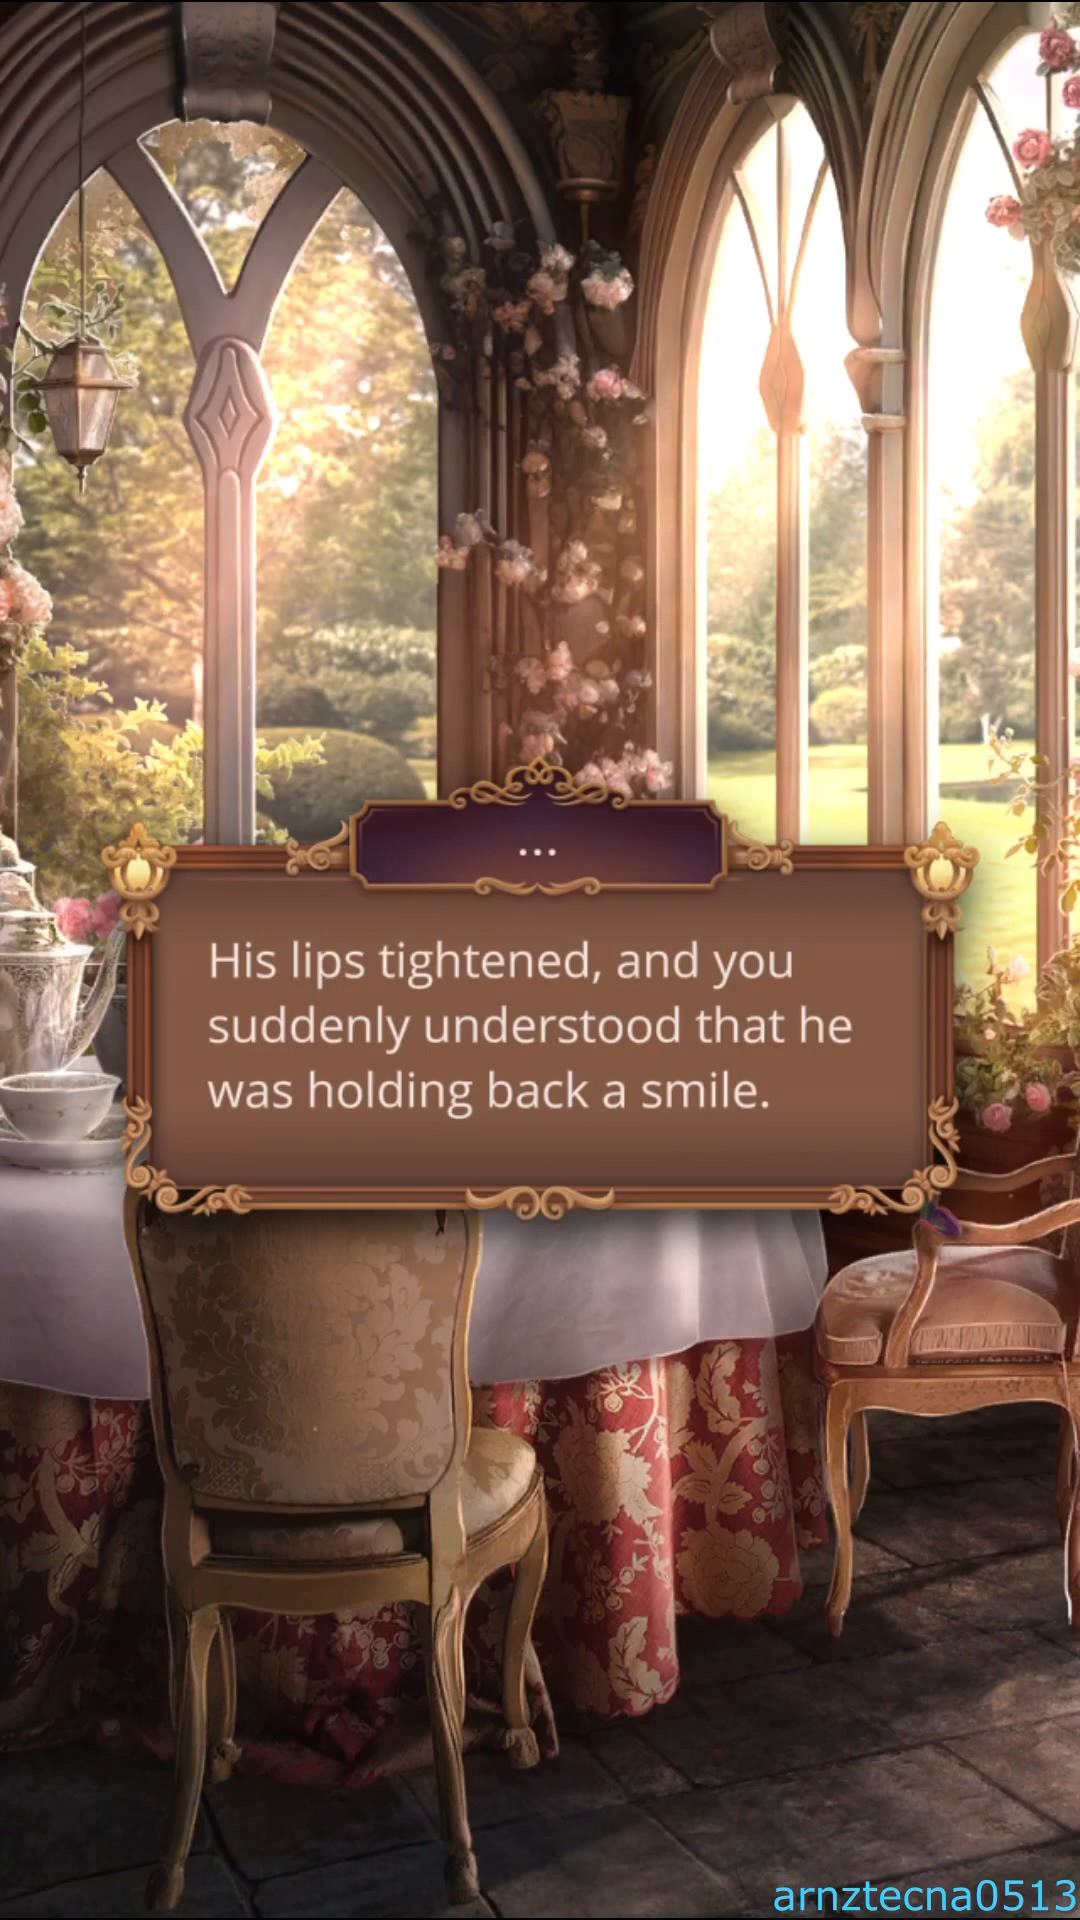 ...
His lips tightened, and you
suddenly understood that he
was holding back a smile.
arnztecna0513